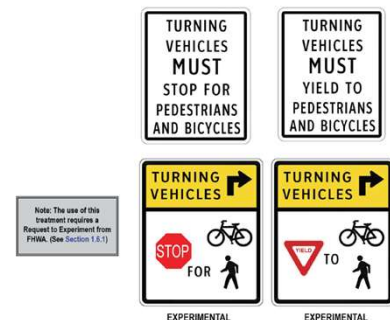 TURNING
VEHICLES
MUST
STOP FOR
PEDESTRIANS
AND BICYCLES
TURNING
VEHICLES
MUST
YIELD TO
PEDESTRIANS
AND BICYCLES
Note: The use of this
treatment requires a
Request to Experiment from
FHWA. (See Section 1.6.1)
TURNING
VEHICLES
STOP
FOR
EXPERIMENTAL
TURNING
VEHICLES
YIELD
TO
EXPERIMENTAL